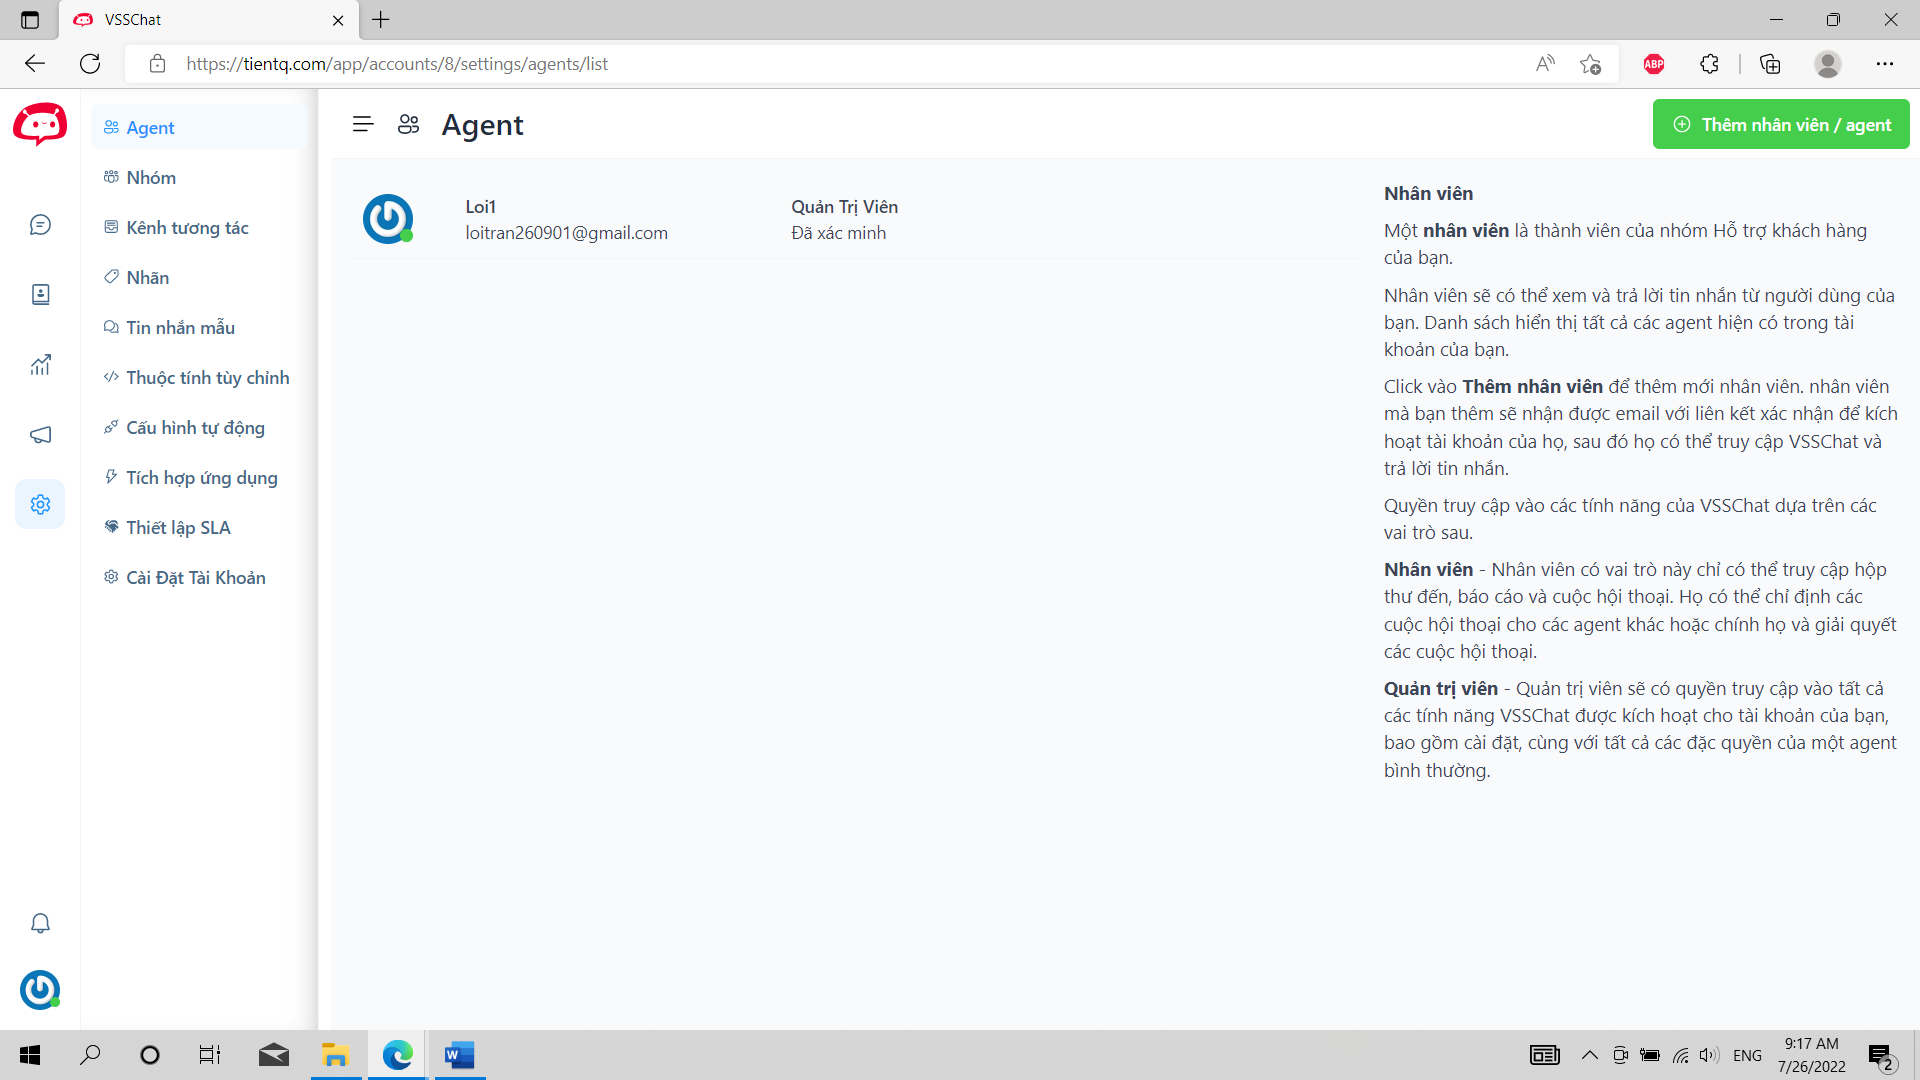 VSSChat
https://tientq.com/app/accounts/8/settings/agents/list
ABP
Agent
Nhóm
Kênh tương tác
Nhãn
Tin nhắn mẫu
Thuộc tính tùy chỉnh
Cấu hình tự động
Tích hợp ứng dụng
Thiết lập SLA
Cài Đặt Tài Khoản
Agent
Thêm nhân viên / agent
Loi1
loitran260901@gmail.com
Quản Trị Viên
Đã xác minh
Nhân viên
Một nhân viên là thành viên của nhóm Hỗ trợ khách hàng
của bạn.
Nhân viên sẽ có thể xem và trả lời tin nhắn từ người dùng của
bạn. Danh sách hiển thị tất cả các agent hiện có trong tài
khoản của bạn.
Click vào Thêm nhân viên để thêm mới nhân viên. nhân viên
mà bạn thêm sẽ nhận được email với liên kết xác nhận để kích
hoạt tài khoản của họ, sau đó họ có thể truy cập VSSChat và
trả lời tin nhắn.
Quyền truy cập vào các tính năng của VSSChat dựa trên các
vai trò sau.
Nhân viên - Nhân viên có vai trò này chỉ có thể truy cập hộp
thư đến, báo cáo và cuộc hội thoại. Họ có thể chỉ định các
cuộc hội thoại cho các agent khác hoặc chính họ và giải quyết
các cuộc hội thoại.
Quản trị viên - Quản trị viên sẽ có quyền truy cập vào tất cả
các tính năng VSSChat được kích hoạt cho tài khoản của bạn,
bao gồm cài đặt, cùng với tất cả các đặc quyền của một agent
bình thường.
W
ENG
9:17 AM
7/26/2022
2